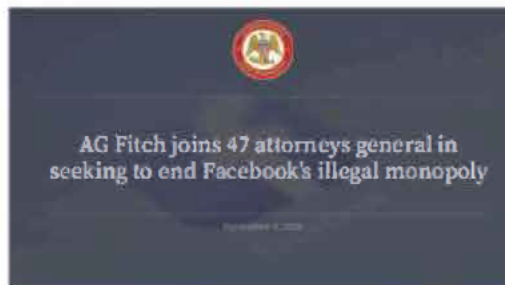 AG Fitch joins 47 attorneys general in
seeking to end Facebook's illegal monopoly